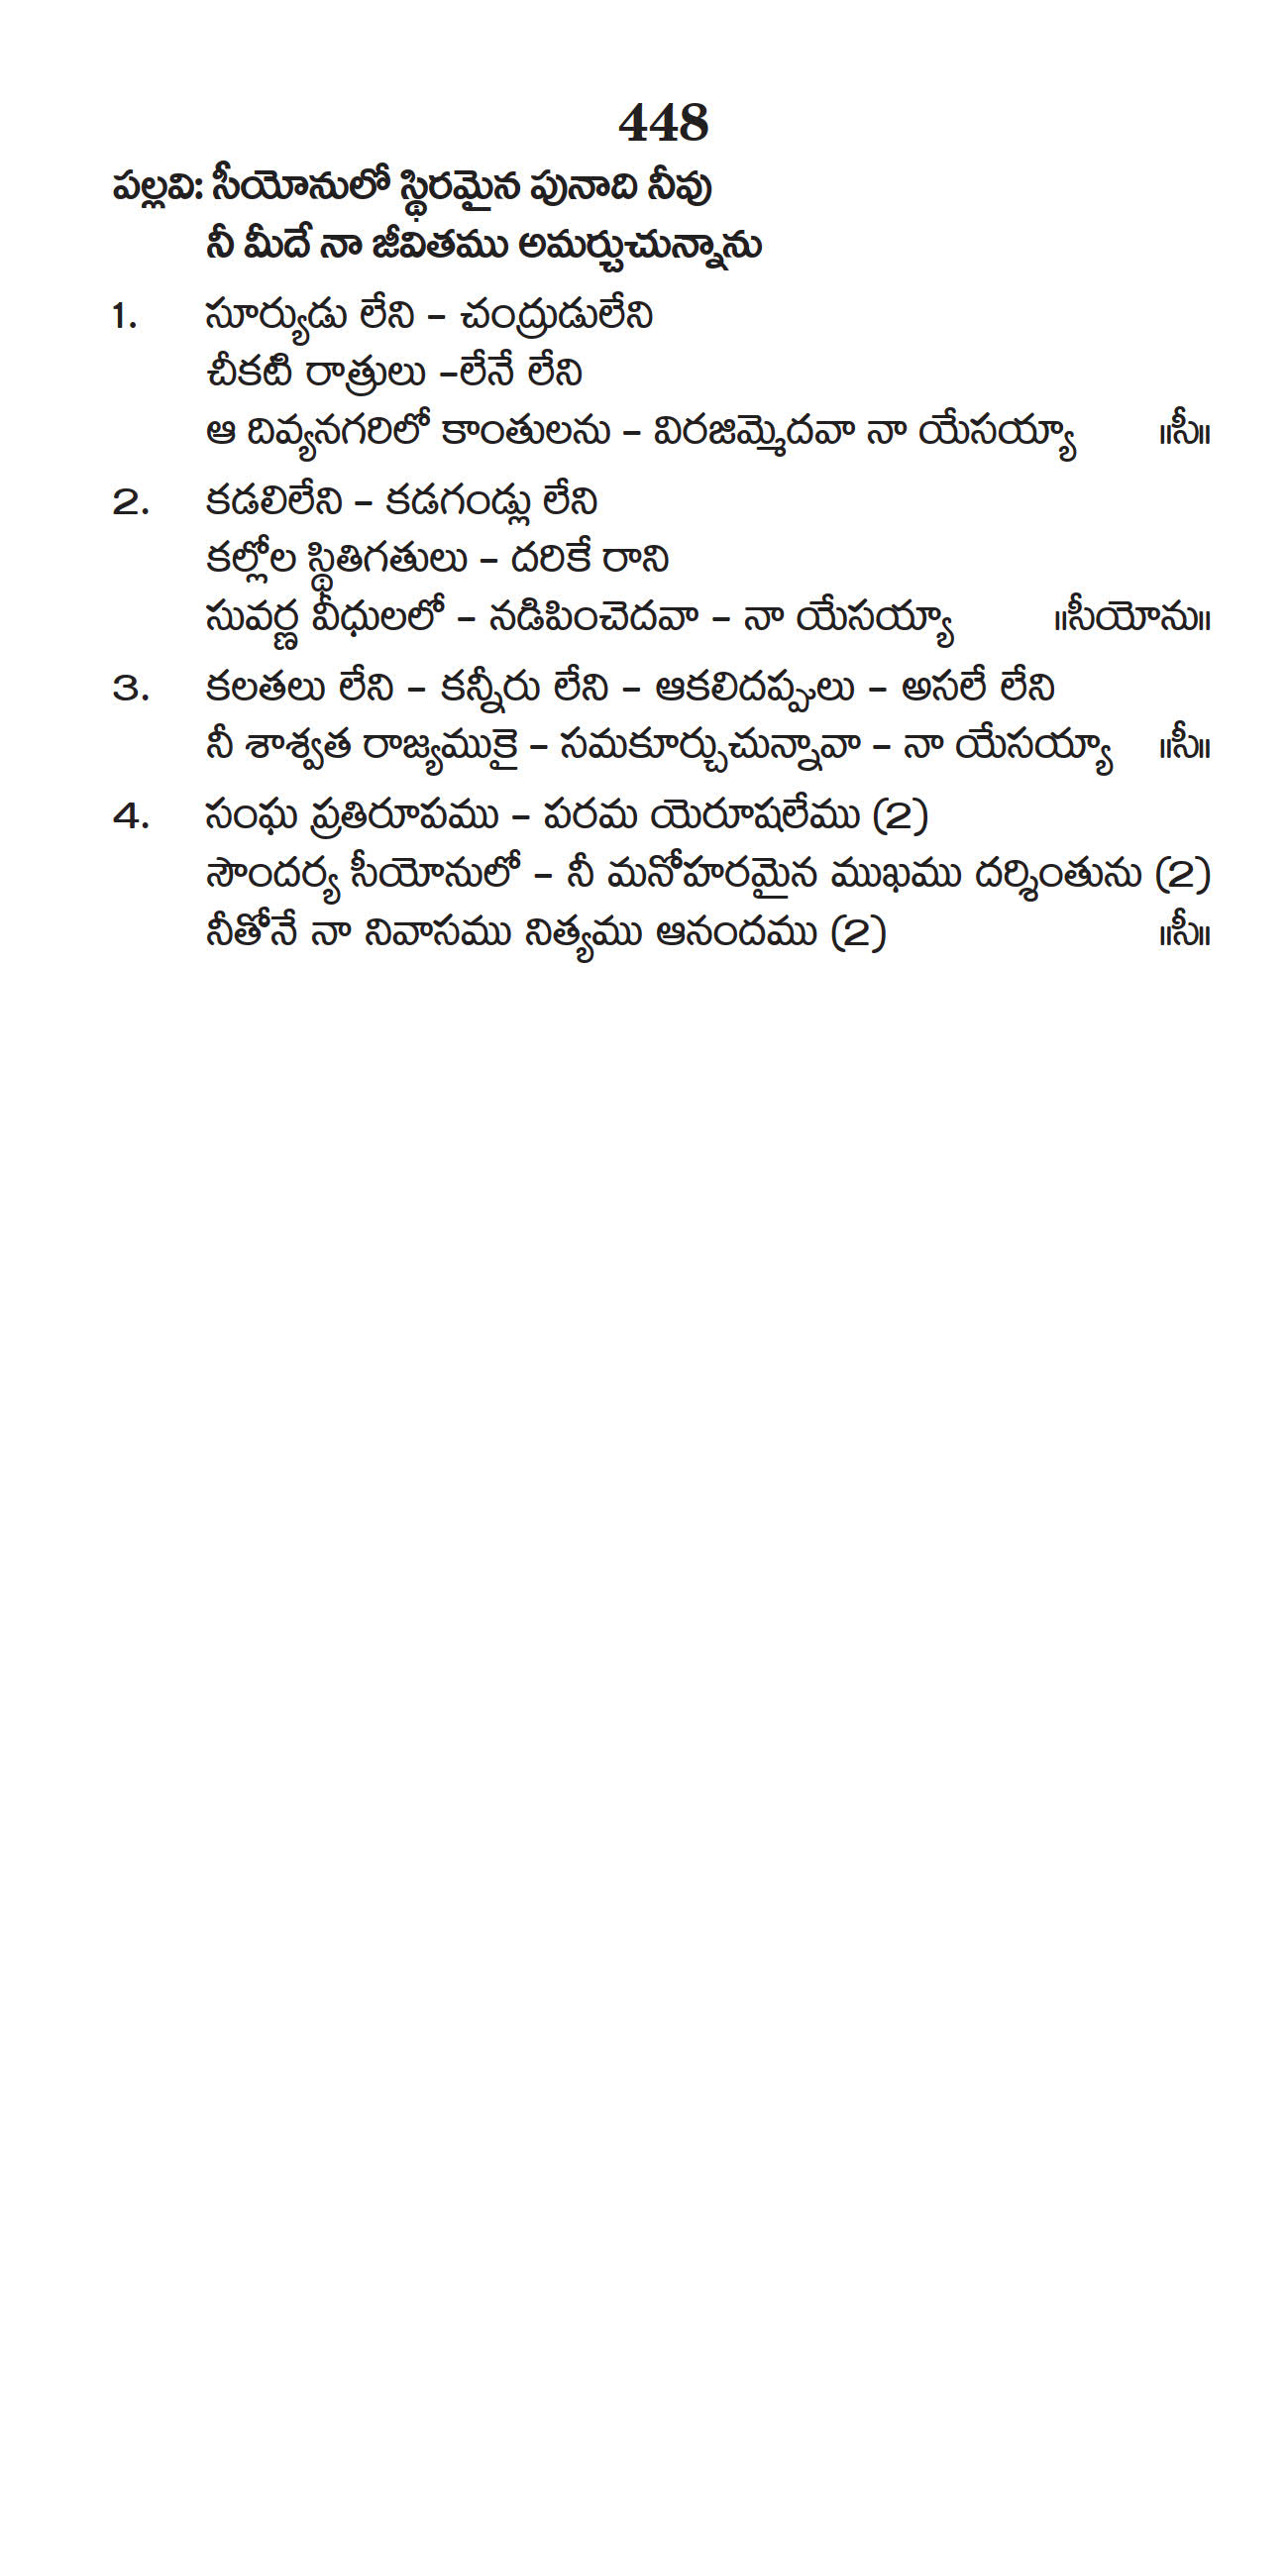 448
పల్లవి: సీయోనులో స్థిరమైన పునాది నీవు
నీ మీదే నా జీవితము అమర్చుచున్నాను
1. సూర్యుడు లేని – చంద్రుడులేని
చీకటి రాత్రులు –లేనే లేని
ఆ దివ్యనగరిలో కాంతులను – విరజిమ్మెదవా నా యేసయ్యా ॥సీ॥
2. కడలిలేని – కడగండ్లు లేని
కల్లోల స్థితిగతులు – దరికే రాని
సువర్ణ వీధులలో – నడిపించెదవా – నా యేసయ్యా ॥సీయోను॥
3. కలతలు లేని – కన్నీరు లేని – ఆకలిదప్పులు – అసలే లేని
నీ శాశ్వత రాజ్యముకై – సమకూర్చుచున్నావా – నా యేసయ్యా ॥సీ॥
4. సంఘ ప్రతిరూపము – పరమ యెరూషలేము (2)
సౌందర్య సీయోనులో – నీ మనోహరమైన ముఖము దర్శింతును (2)
నీతోనే నా నివాసము నిత్యము ఆనందము (2) ॥సీ॥